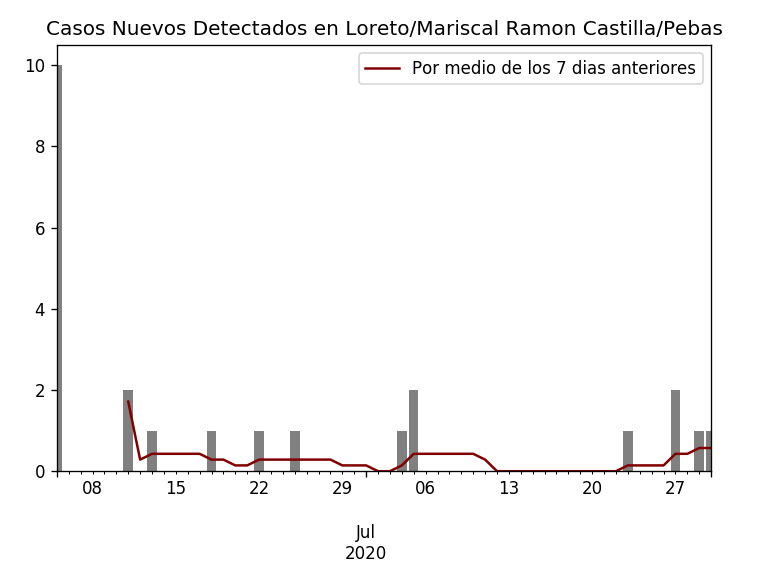 Casos Nuevos Detectados en Loreto/Mariscal Ramon Castilla/Pebas
Por medio de los 7 dias anteriores
10
8
6
4
2
0
08 15 22 29 06 13 20 27
Jul
2020